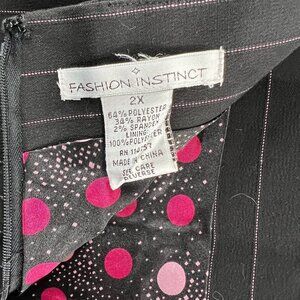 FASHION INSTINCT
2X
64% POLYESTER
34% RAYON
2% SPANDEX
LINING:
100% POLYESTER
MADE IN CHINA
SEE CARE
REVERSE